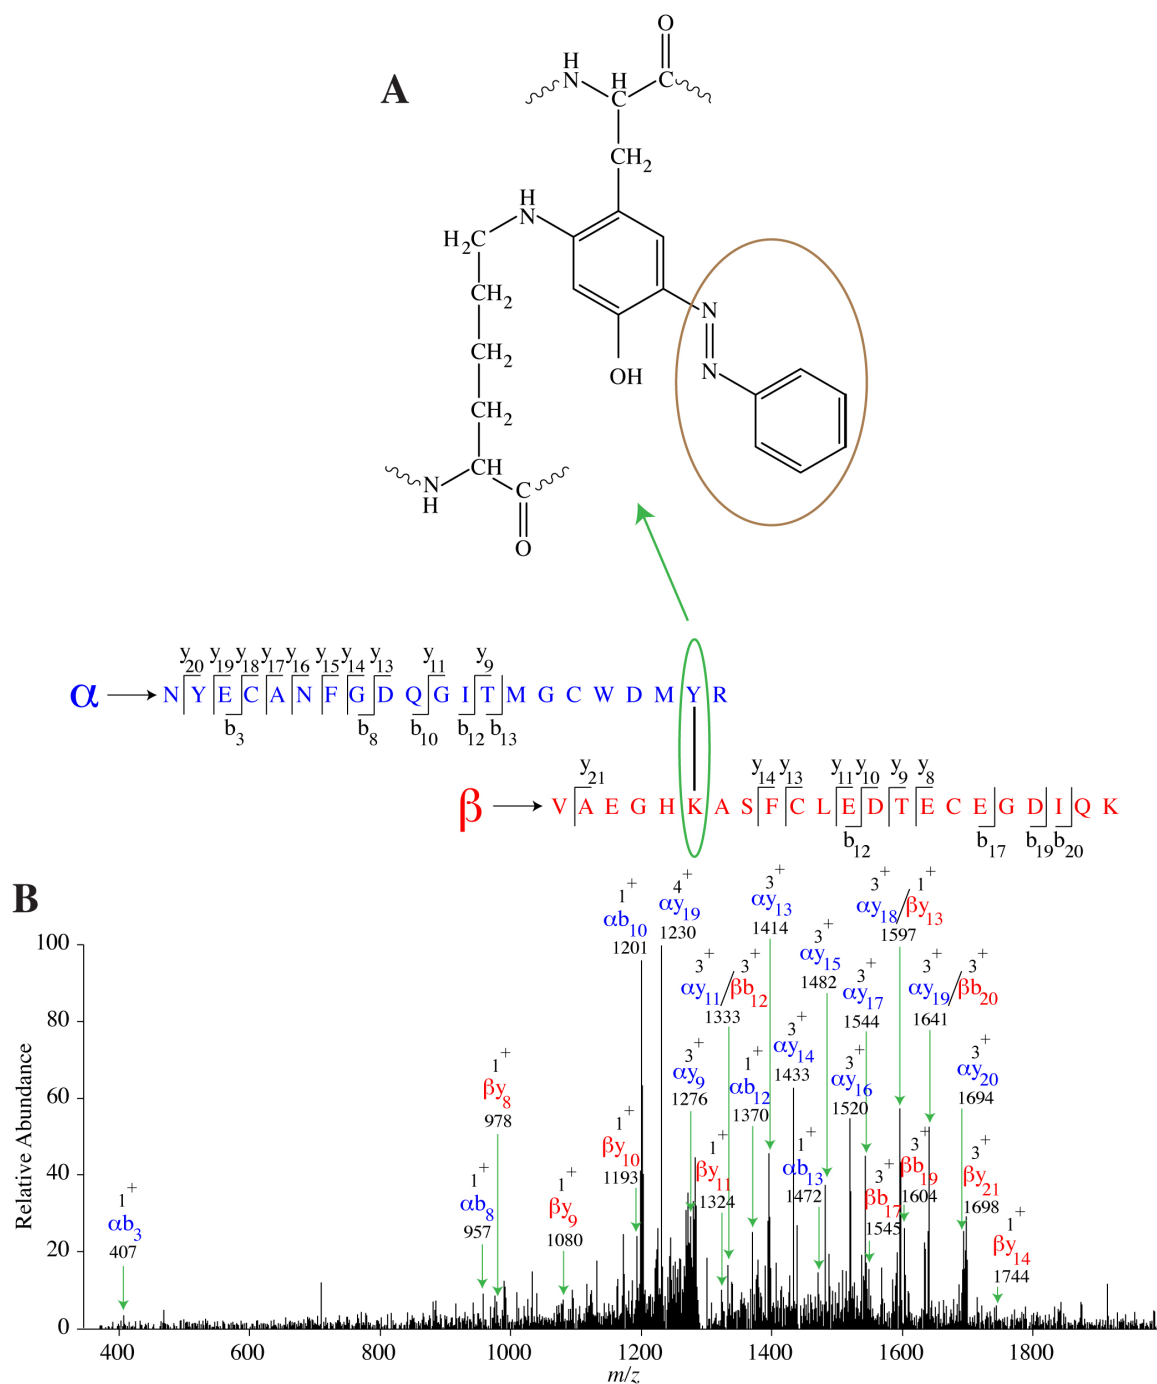 A
O
H
N
H
C
C
CH2
H
N
H2C
CH2
N
CH2
N
OH
CH2
CH
N
H
C
O
y20 y19 y18 y17 y16 y15 y14 y13 y11 y9
α N Y E C A N F G D Q G I T M G C W D M Y R
b3 b8 b10 b12 b13
y21 y14 y13 y11 y10 y9 y8
β V A E G H K A S F C L E D T E C E G D I Q K
b12 b17 b19 b20
B
Relative Abundance
100
80
60
40
20
0
1+
αb3
407
1+
αb8
957
1+
βy8
978
1+
βy9
1080
1+
βy10
1193
1+
αb10
1201
4+
αy19
1230
3+
αy9
1276
1+
βy11
1324
3+ 3+
αy11/βb12
1333
1+
αb12
1370
3+
αy13
1414
3+
αy14
1433
1+
αb13
1472
3+
αy15
1482
3+
αy16
1520
3+
αy17
1544
3+
βb17
1545
3+ 1+
αy18/βy13
1597
3+
βb19
1604
3+ 3+
αy19/βb20
1641
3+
αy20
1694
3+
βy21
1698
1+
βy14
1744
400 600 800 1000 1200 1400 1600 1800
m/z